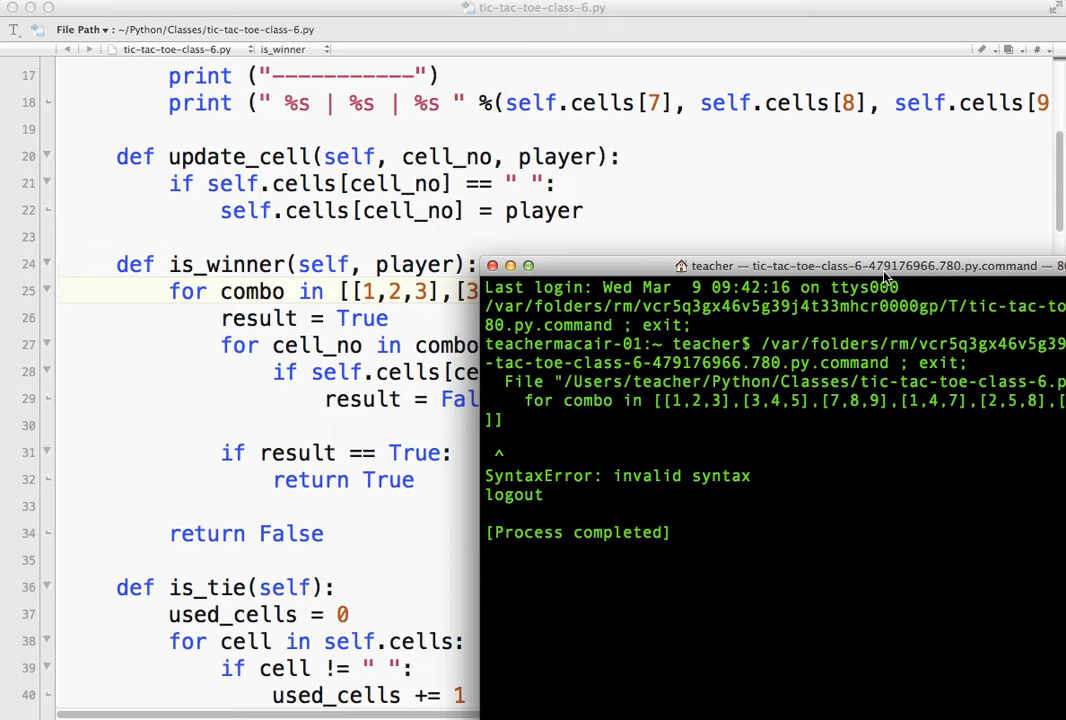 tic-tac-toe-class-6.py
File Path ▾ : ~/Python/Classes/tic-tac-toe-class-6.py
tic-tac-toe-class-6.py is_winner
17 print ("-----------")
18 print (" %s | %s | %s " %(self.cells[7], self.cells[8], self.cells[9
19
20 def update_cell(self, cell_no, player):
21 if self.cells[cell_no] == " ":
22 self.cells[cell_no] = player
23
24 def is_winner(self, player):
25 for combo in [[1,2,3],[3
26 result = True
27 for cell_no in combo
28 if self.cells[ce
29 result = Fal
30
31 if result == True:
32 return True
33
34 return False
35
36 def is_tie(self):
37 used_cells = 0
38 for cell in self.cells:
39 if cell != " ":
40 used_cells += 1
teacher — tic-tac-toe-class-6-479176966.780.py.command — 80
Last login: Wed Mar  9 09:42:16 on ttys000
/var/folders/rm/vcr5q3gx46v5g39j4t33mhcr0000gp/T/tic-tac-to
80.py.command ; exit;
teachermacair-01:~ teacher$ /var/folders/rm/vcr5q3gx46v5g39
-tac-toe-class-6-479176966.780.py.command ; exit;
File "/Users/teacher/Python/Classes/tic-tac-toe-class-6.p
for combo in [[1,2,3],[3,4,5],[7,8,9],[1,4,7],[2,5,8],[
]]
^
SyntaxError: invalid syntax
logout
[Process completed]